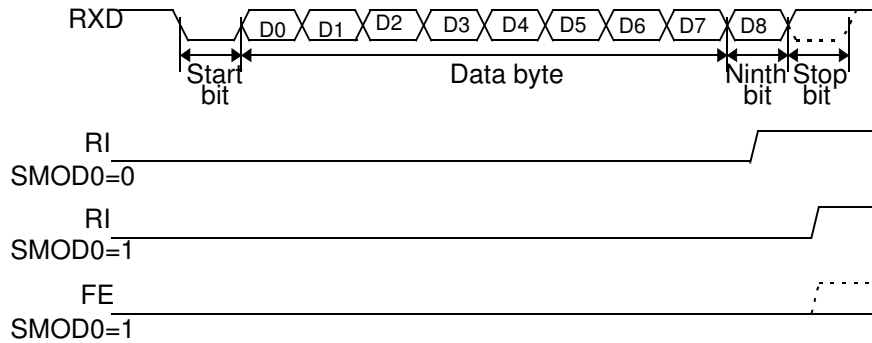 RXD D0 D1 D2 D3 D4 D5 D6 D7 D8
Start bit Data byte Ninth bit Stop bit
RI
SMOD0=0
RI
SMOD0=1
FE
SMOD0=1